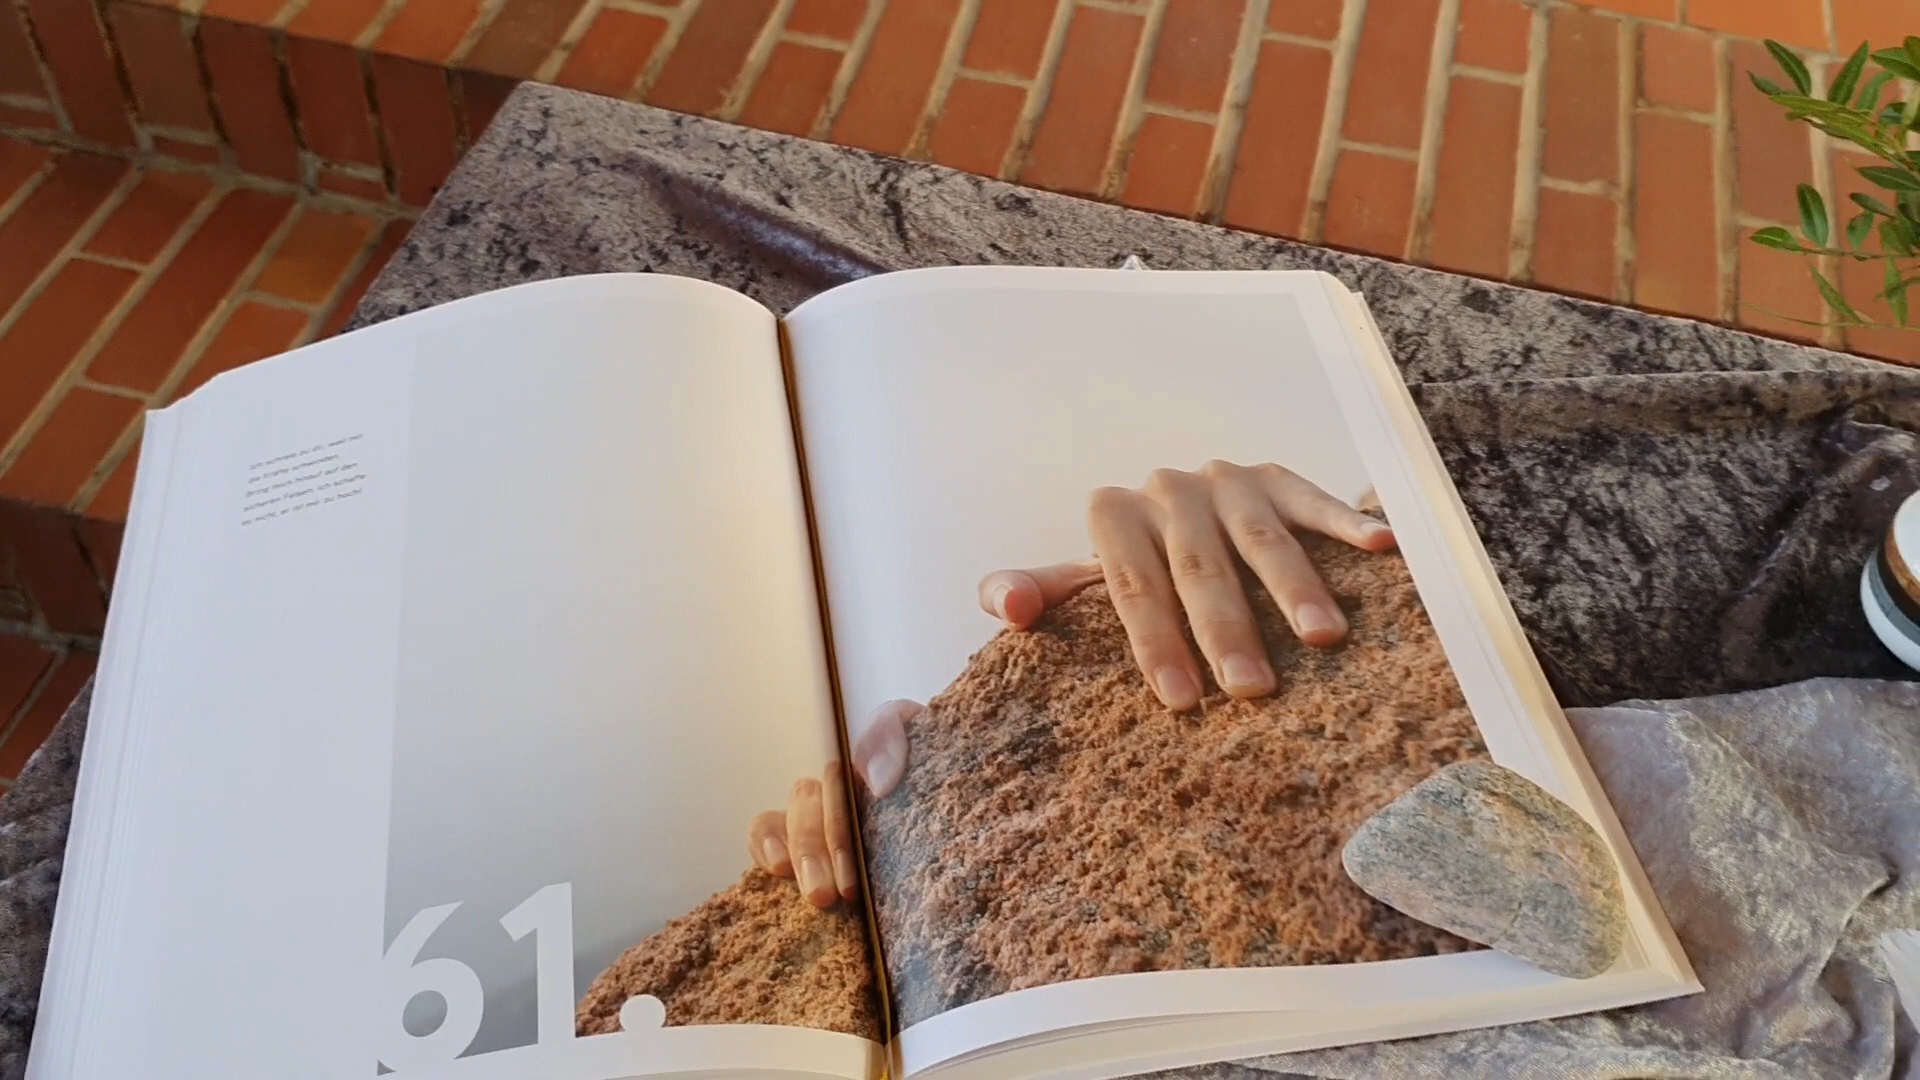 Ich schreie zu dir, weil mir
die Kräfte schwinden.
Bring mich hinauf auf den
sicheren Felsen, ich schaffe
es nicht, er ist mir zu hoch!
61.